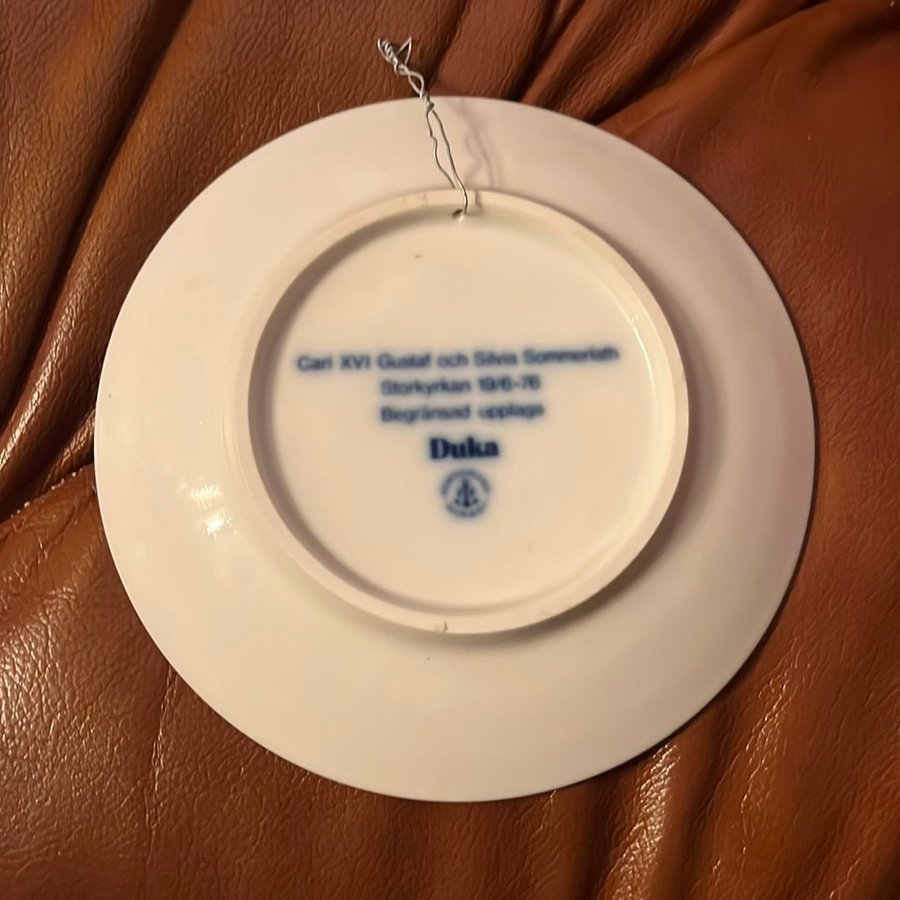 Carl XVI Gustaf och Silvia Sommerlath
Storkyrkan 19/6-76
Begränsad upplaga
Duka